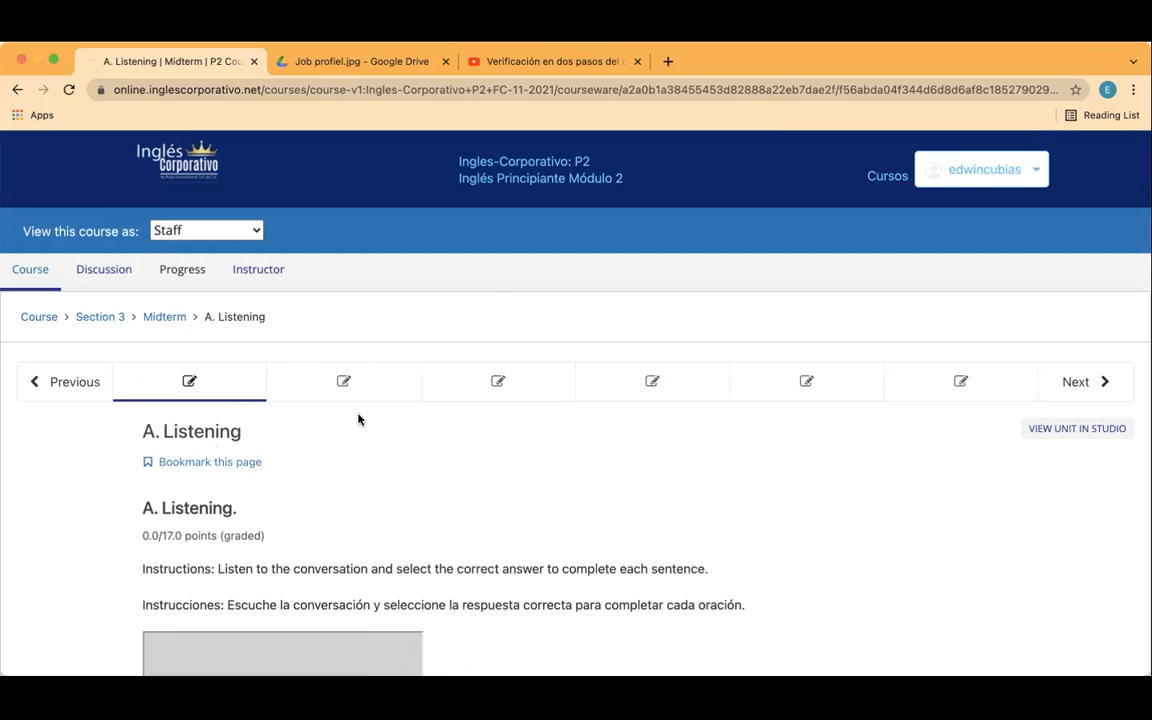 A. Listening | Midterm | P2 Cou
Job profiel.jpg - Google Drive
Verificación en dos pasos del c
online.inglescorporativo.net/courses/course-v1:Ingles-Corporativo+P2+FC-11-2021/courseware/a2a0b1a38455453d82888a22eb7dae2f/f56abda04f344d6d8d6af8c185279029...
E
Apps
Reading List
Inglés
Corporativo
Ingles-Corporativo: P2
Inglés Principiante Módulo 2
Cursos
edwincubias
View this course as:
Staff
Course
Discussion
Progress
Instructor
Course > Section 3 > Midterm > A. Listening
Previous
Next
A. Listening
VIEW UNIT IN STUDIO
Bookmark this page
A. Listening.
0.0/17.0 points (graded)
Instructions: Listen to the conversation and select the correct answer to complete each sentence.
Instrucciones: Escuche la conversación y seleccione la respuesta correcta para completar cada oración.